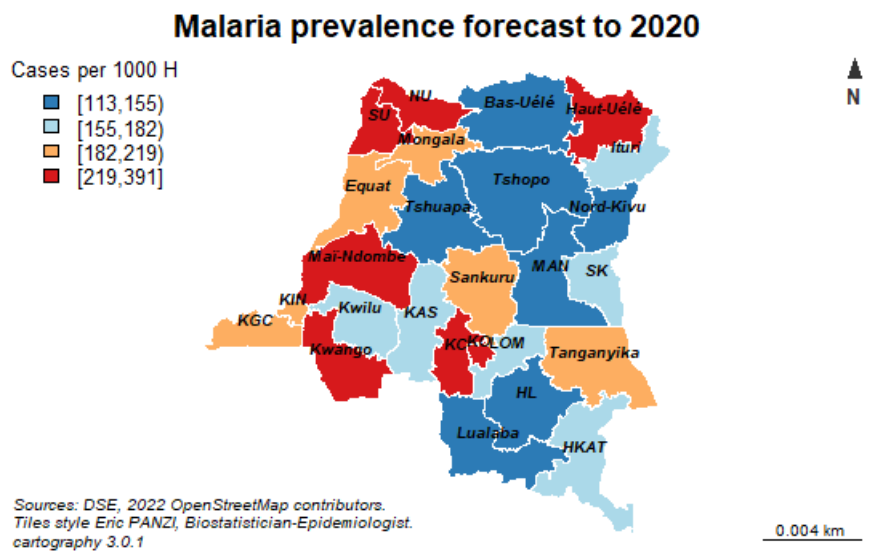 Malaria prevalence forecast to 2020
Cases per 1000 H
[113,155)
[155,182)
[182,219)
[219,391]
N
NU
SU
Bas-Uélé
Haut-Uélé
Mongala
Ituri
Equat
Tshopo
Tshuapa
Nord-Kivu
Maï-Ndombe
MAN
SK
Sankuru
KIN
Kwilu
KAS
KGC
Kwango
KC
KO
LOM
Tanganyika
HL
Lualaba
HKAT
Sources: DSE, 2022 OpenStreetMap contributors.
Tiles style Eric PANZI, Biostatistician-Epidemiologist.
cartography 3.0.1
0.004 km